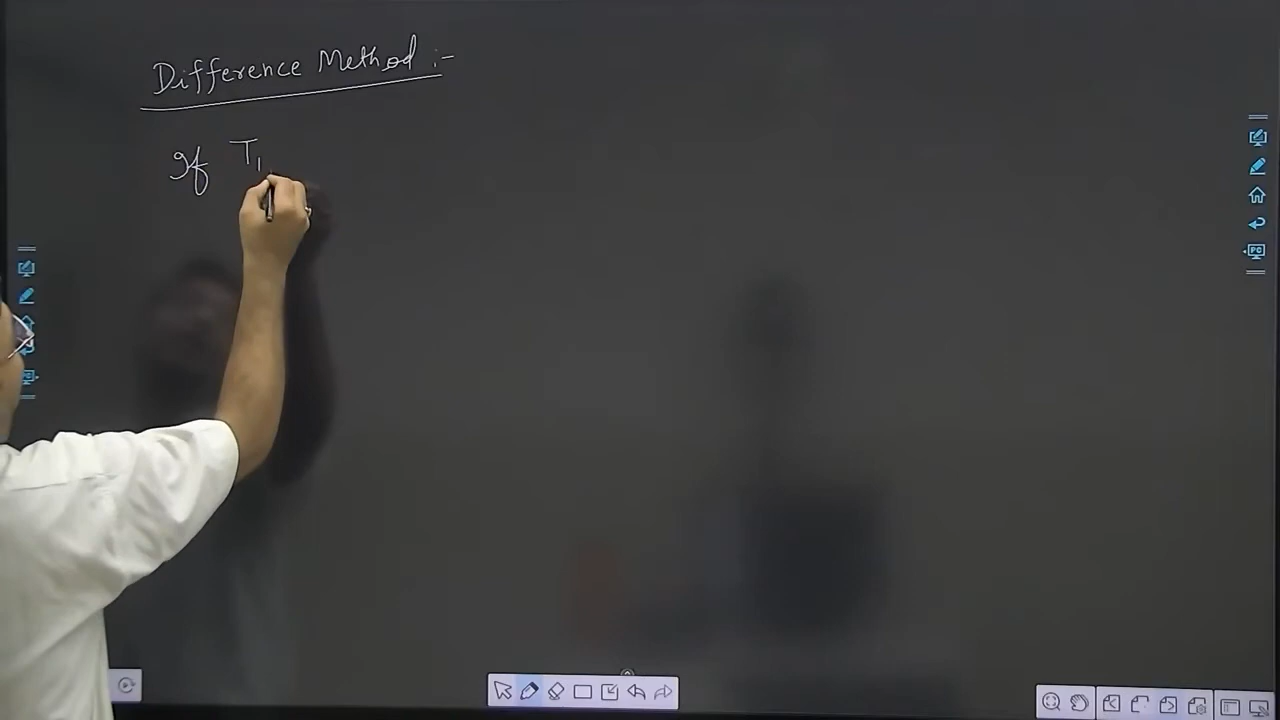 Difference Method :-
If T₁